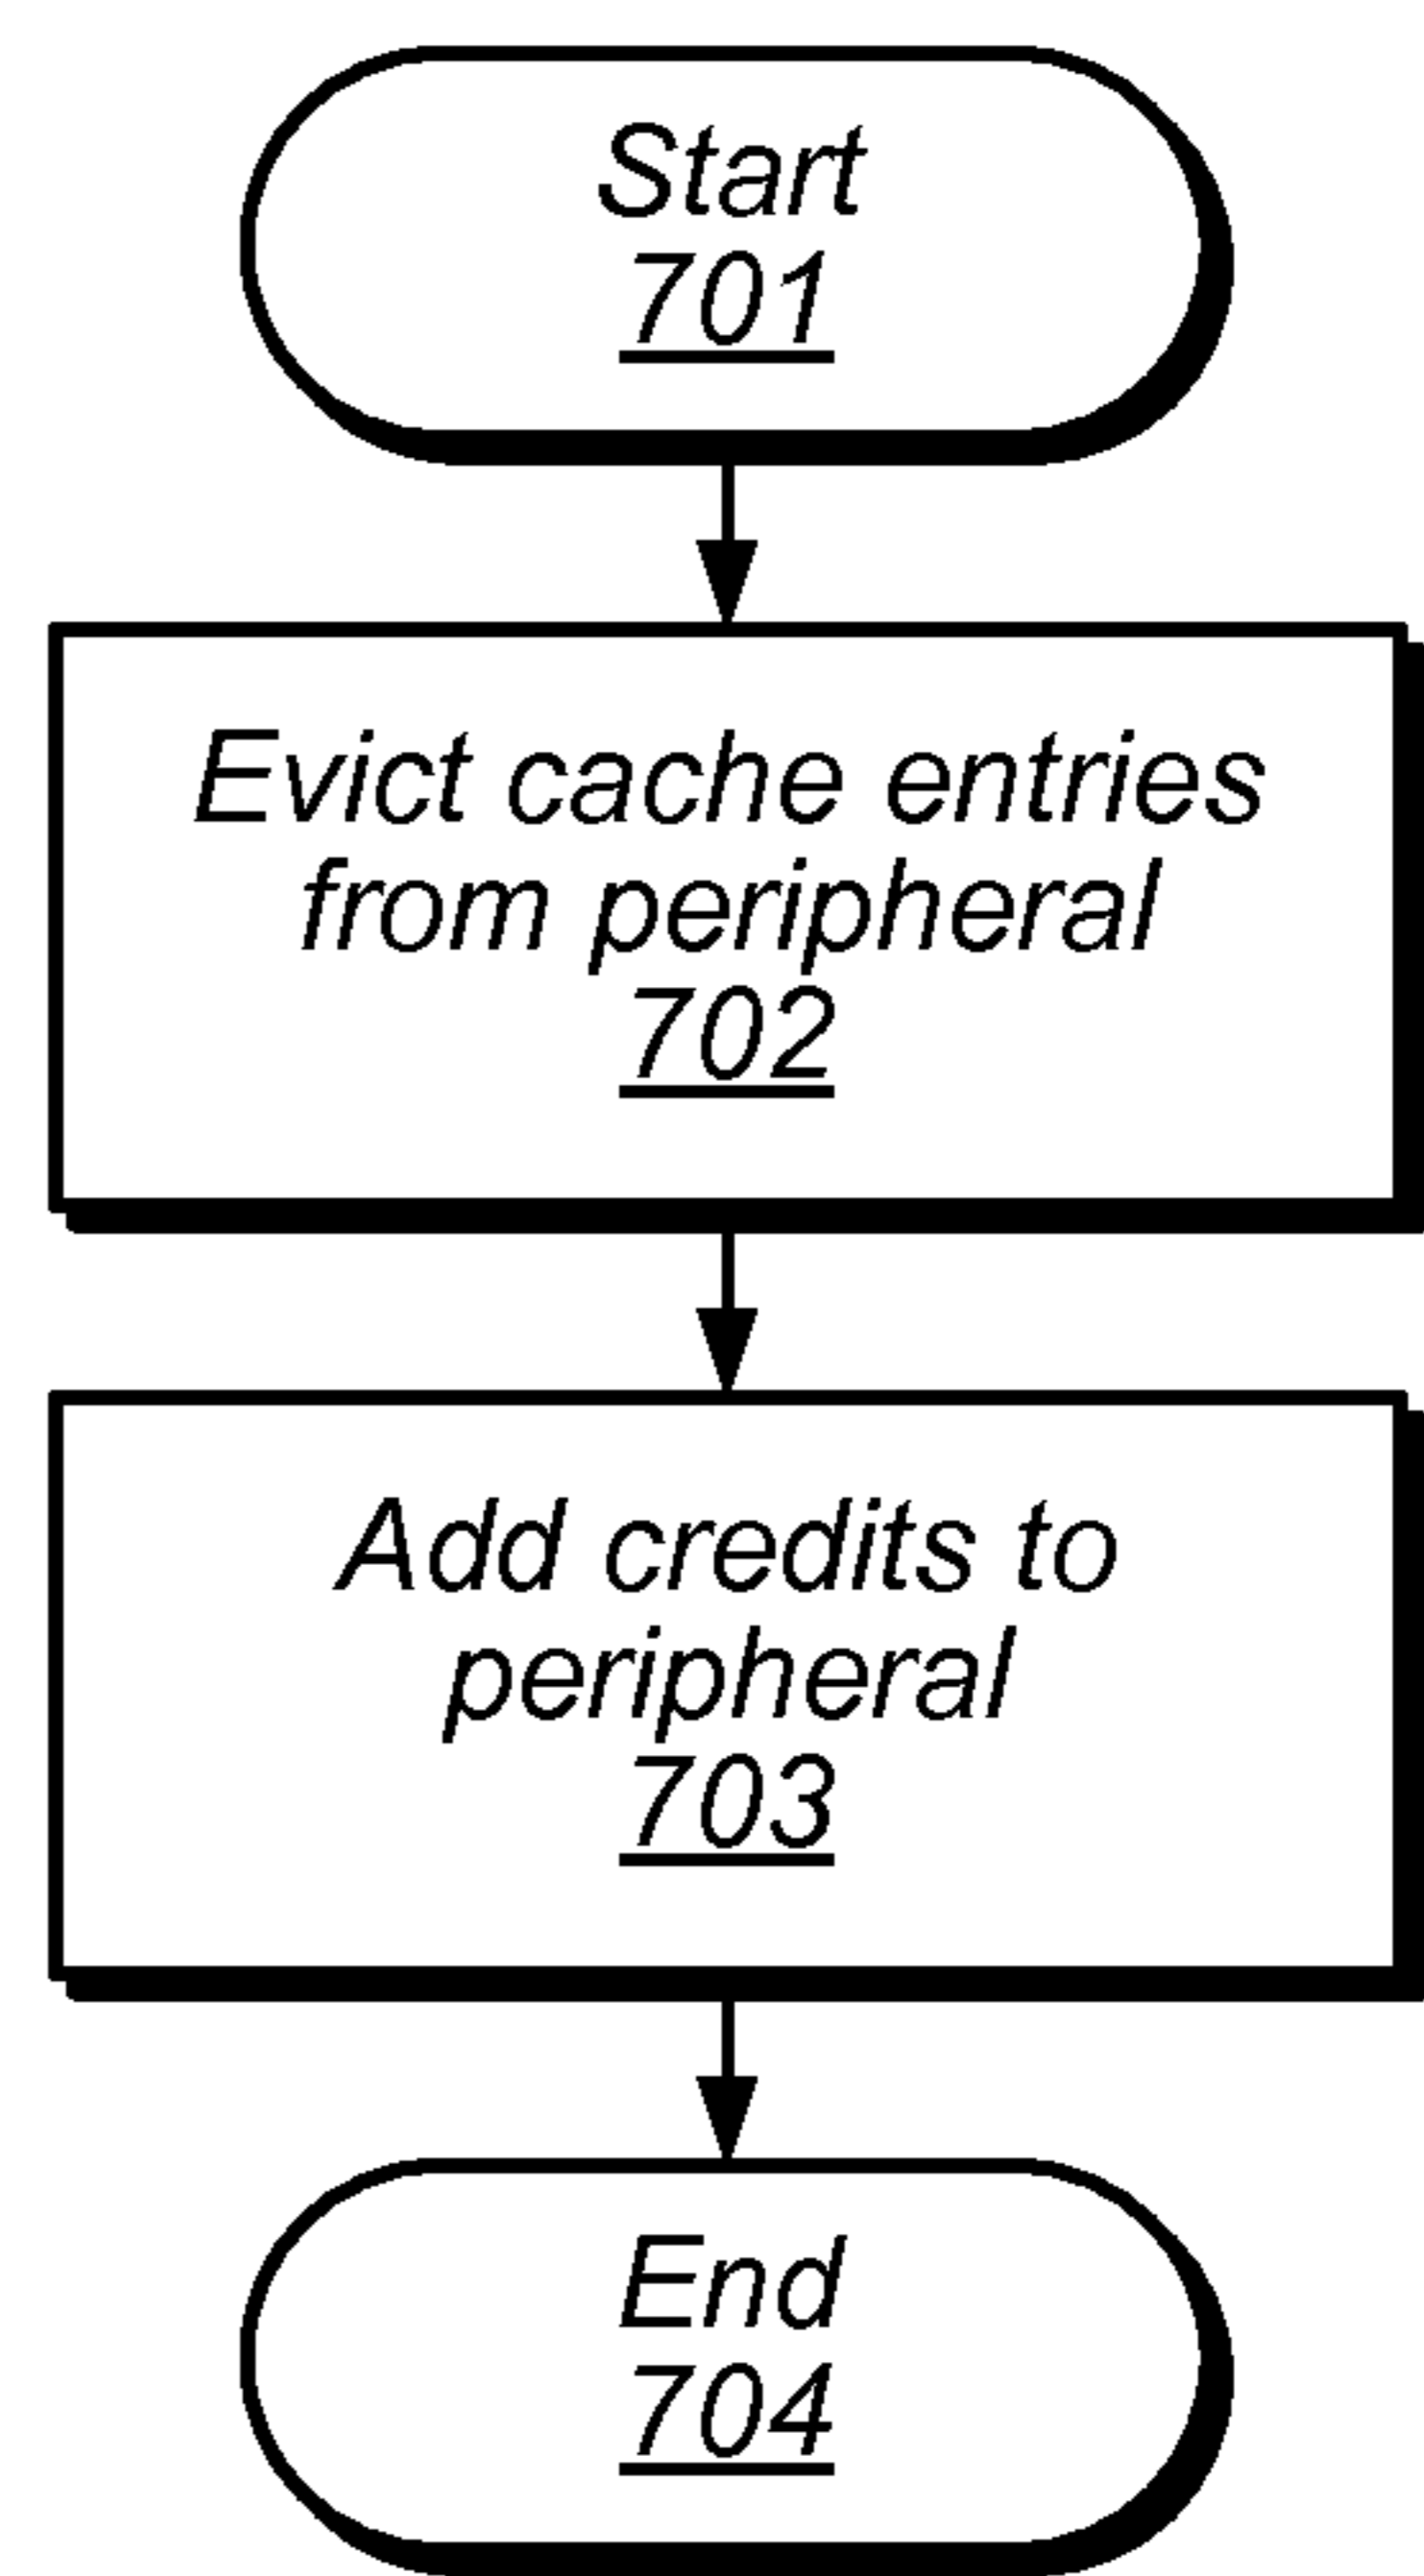 Start
701
Evict cache entries
from peripheral
702
Add credits to
peripheral
703
End
704